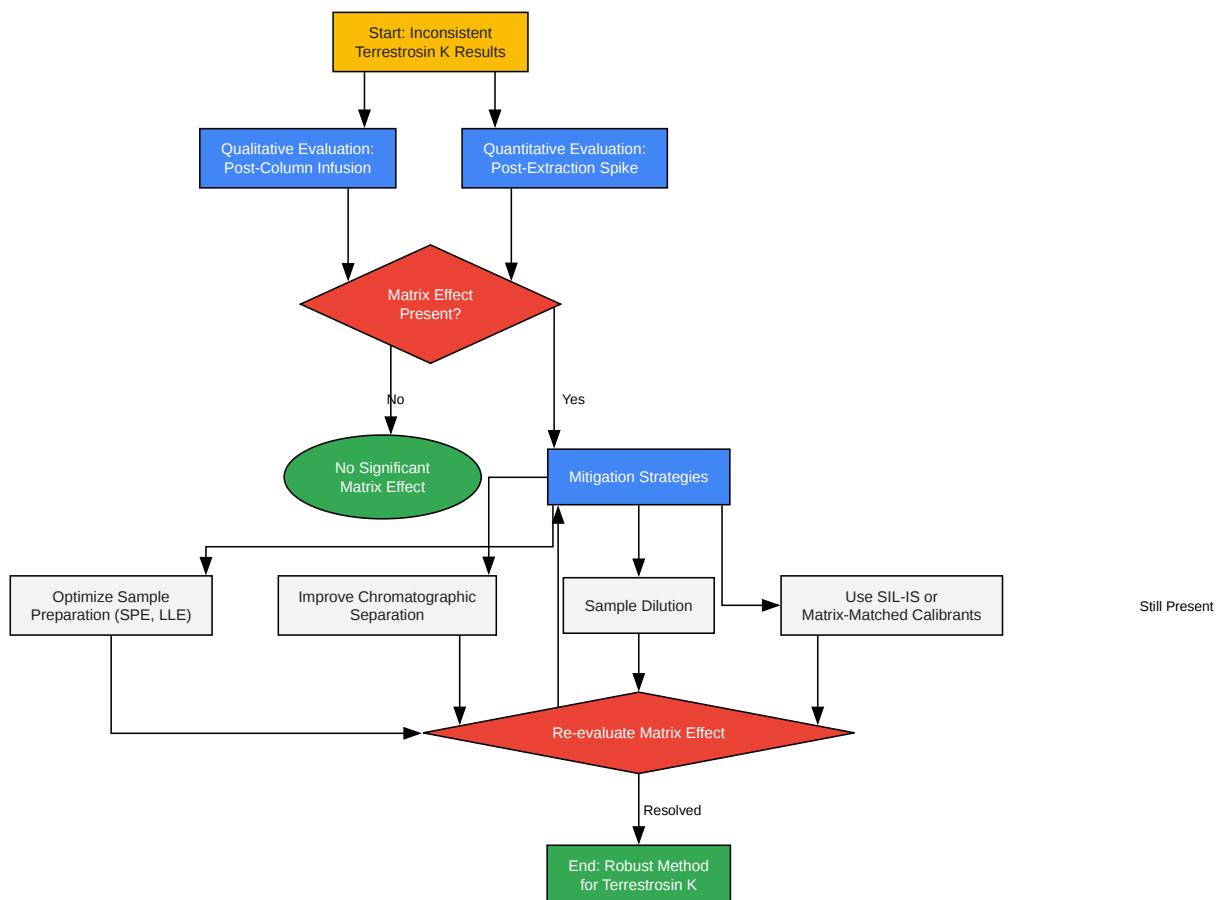 Start: Inconsistent
Terrestrosin K Results
Qualitative Evaluation:
Post-Column Infusion
Quantitative Evaluation:
Post-Extraction Spike
Matrix Effect
Present?
No
Yes
No Significant
Matrix Effect
Mitigation Strategies
Optimize Sample
Preparation (SPE, LLE)
Improve Chromatographic
Separation
Sample Dilution
Use SIL-IS or
Matrix-Matched Calibrants
Still Present
Re-evaluate Matrix Effect
Resolved
End: Robust Method
for Terrestrosin K